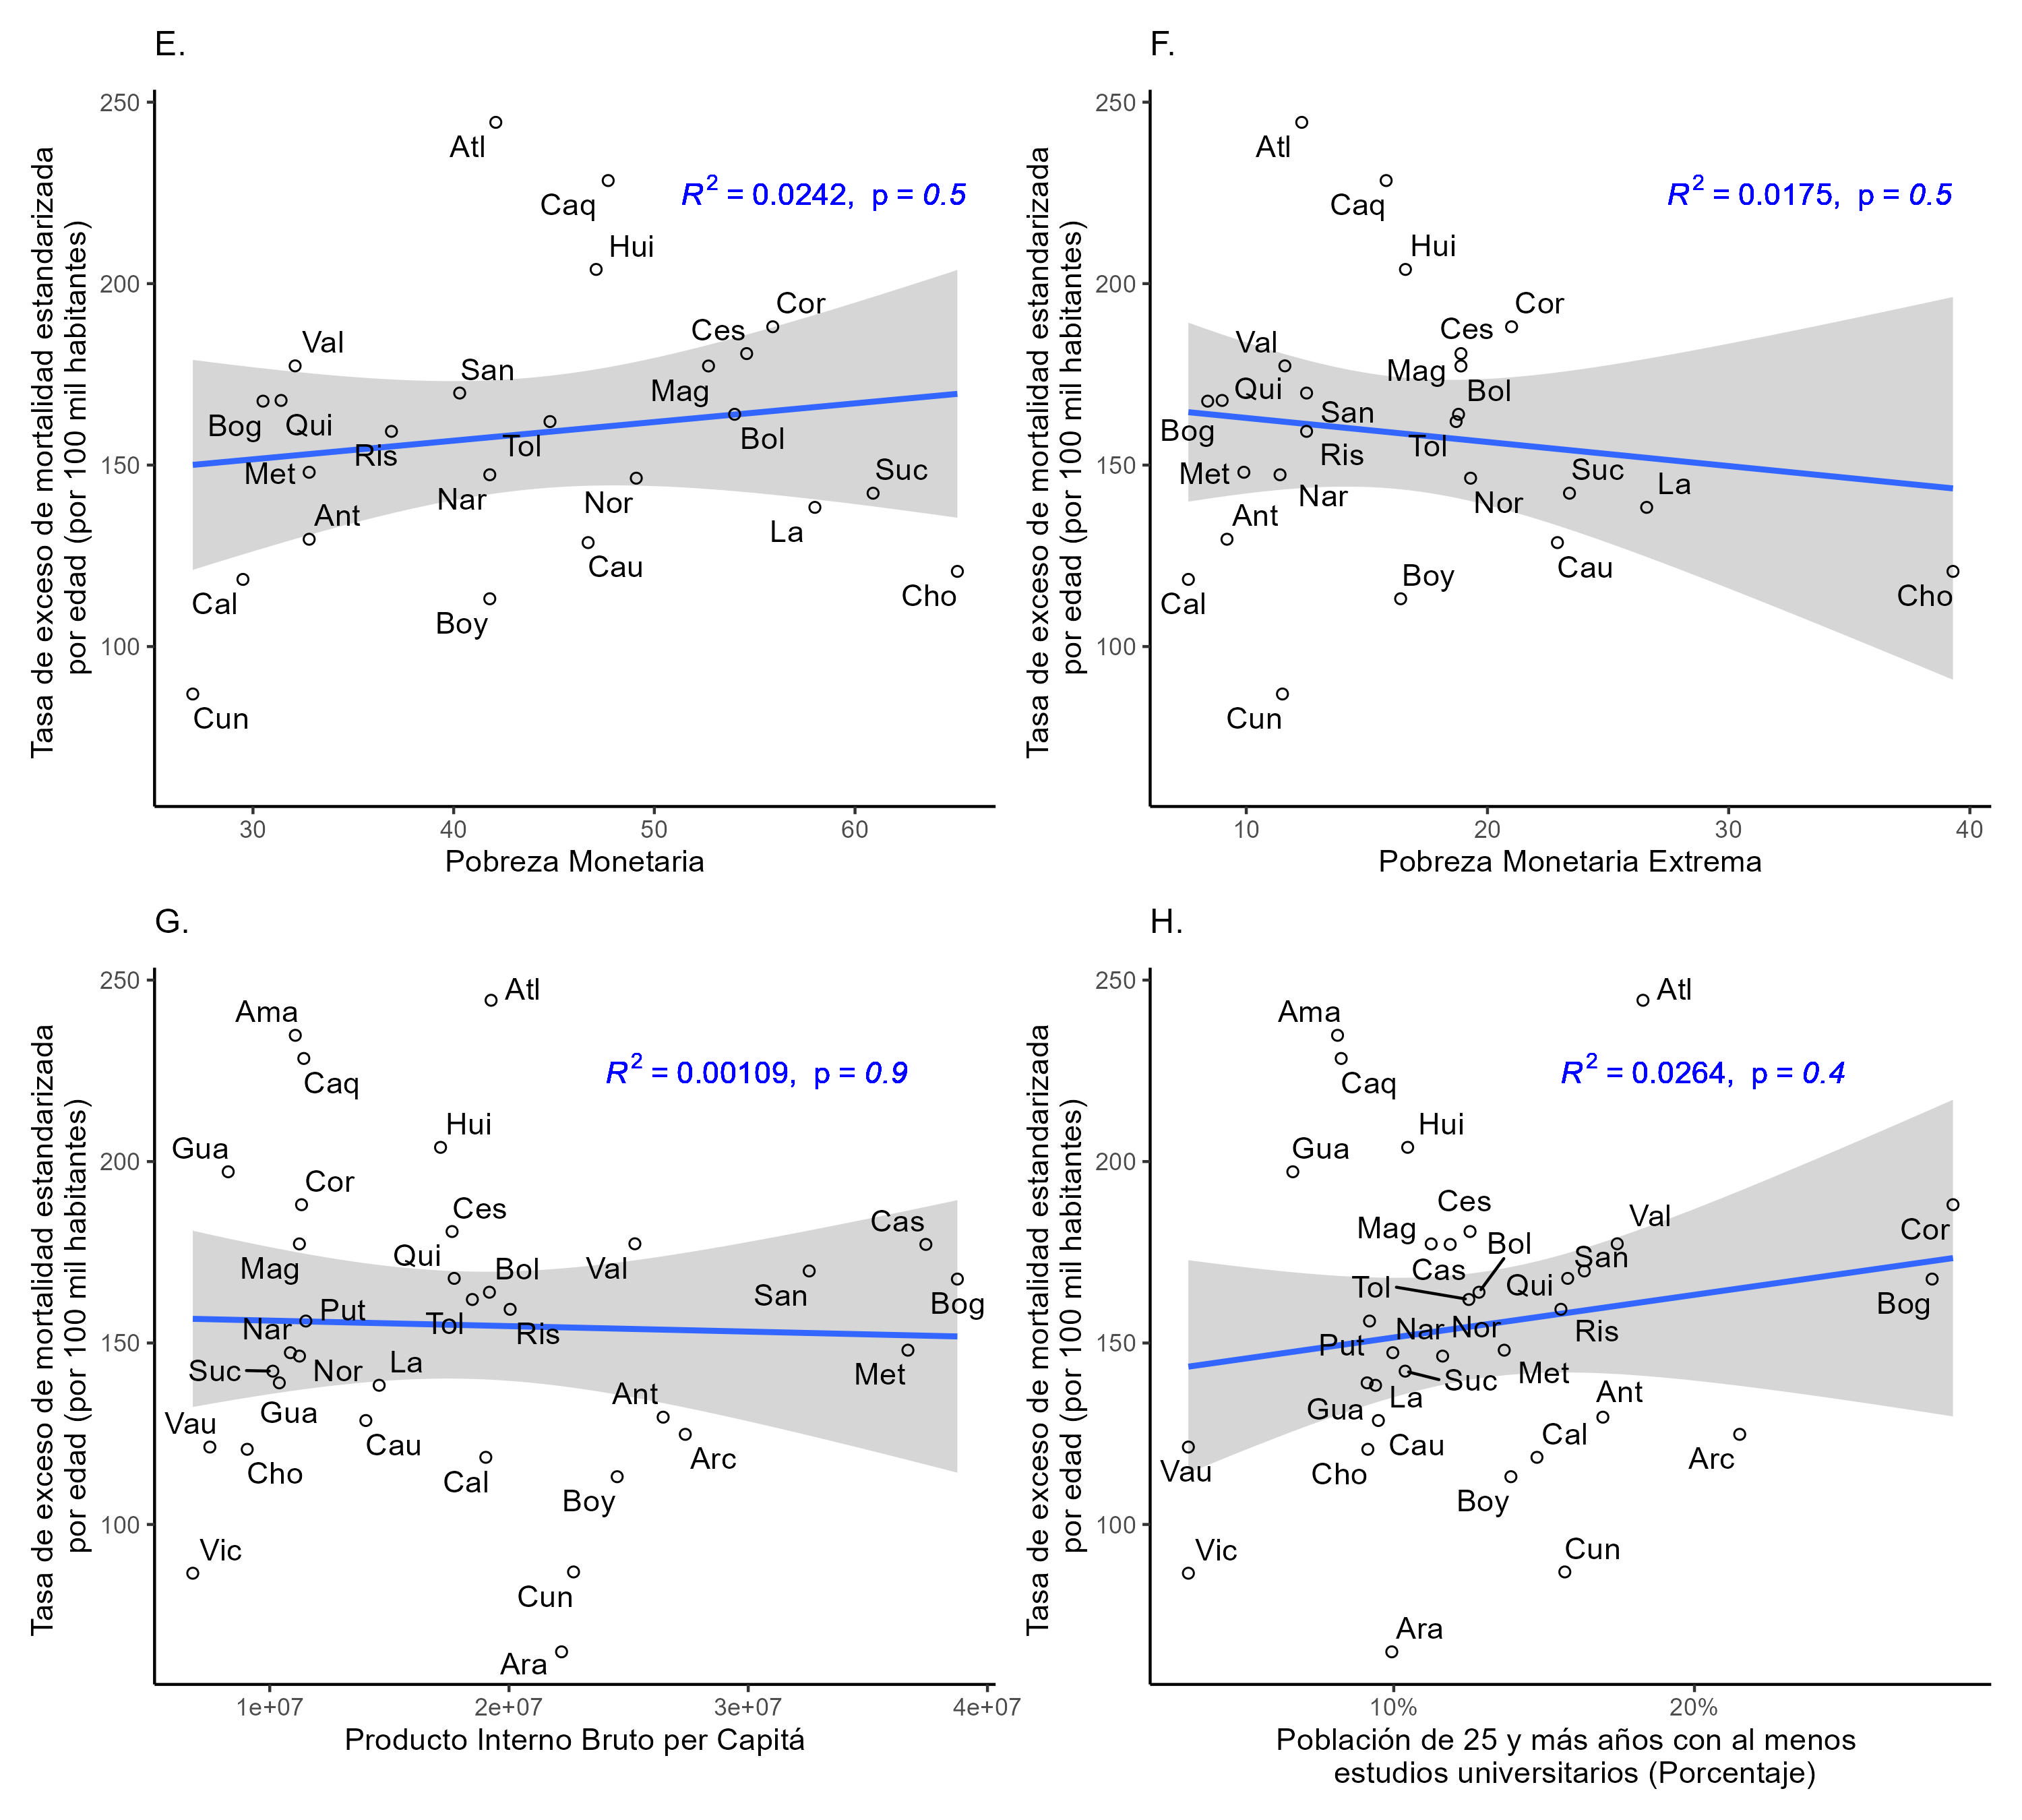 E.
Tasa de exceso de mortalidad estandarizada
por edad (por 100 mil habitantes)
250
200
150
100
Atl
Caq
Hui
Cor
Ces
Val
San
Mag
Bog
Qui
Ris
Tol
Bol
Met
Nar
Nor
Suc
Ant
La
Cau
Cal
Boy
Cho
Cun
R² = 0.0242, p = 0.5
30
40
50
60
Pobreza Monetaria
F.
Tasa de exceso de mortalidad estandarizada
por edad (por 100 mil habitantes)
250
200
150
100
Atl
Caq
Hui
Cor
Ces
Val
Mag
Qui
Bol
San
Bog
Tol
Ris
Met
Nar
Suc
La
Nor
Ant
Boy
Cau
Cal
Cho
Cun
R² = 0.0175, p = 0.5
10
20
30
40
Pobreza Monetaria Extrema
G.
Tasa de exceso de mortalidad estandarizada
por edad (por 100 mil habitantes)
250
200
150
100
Atl
Ama
Caq
Hui
Gua
Cor
Ces
Cas
Qui
Bol
Val
Mag
San
Bog
Put
Nar
Tol
Ris
Suc
Nor
La
Met
Gua
Ant
Vau
Cau
Arc
Cho
Cal
Boy
Vic
Cun
Ara
R² = 0.00109, p = 0.9
1e+07
2e+07
3e+07
4e+07
Producto Interno Bruto per Capitá
H.
Tasa de exceso de mortalidad estandarizada
por edad (por 100 mil habitantes)
250
200
150
100
Atl
Ama
Caq
Hui
Gua
Ces
Mag
Val
Cor
Bol
San
Cas
Tol
Qui
Bog
Put
Nar
Nor
Ris
Suc
Met
La
Gua
Ant
Cau
Cal
Arc
Vau
Cho
Boy
Vic
Cun
Ara
R² = 0.0264, p = 0.4
10%
20%
Población de 25 y más años con al menos
estudios universitarios (Porcentaje)